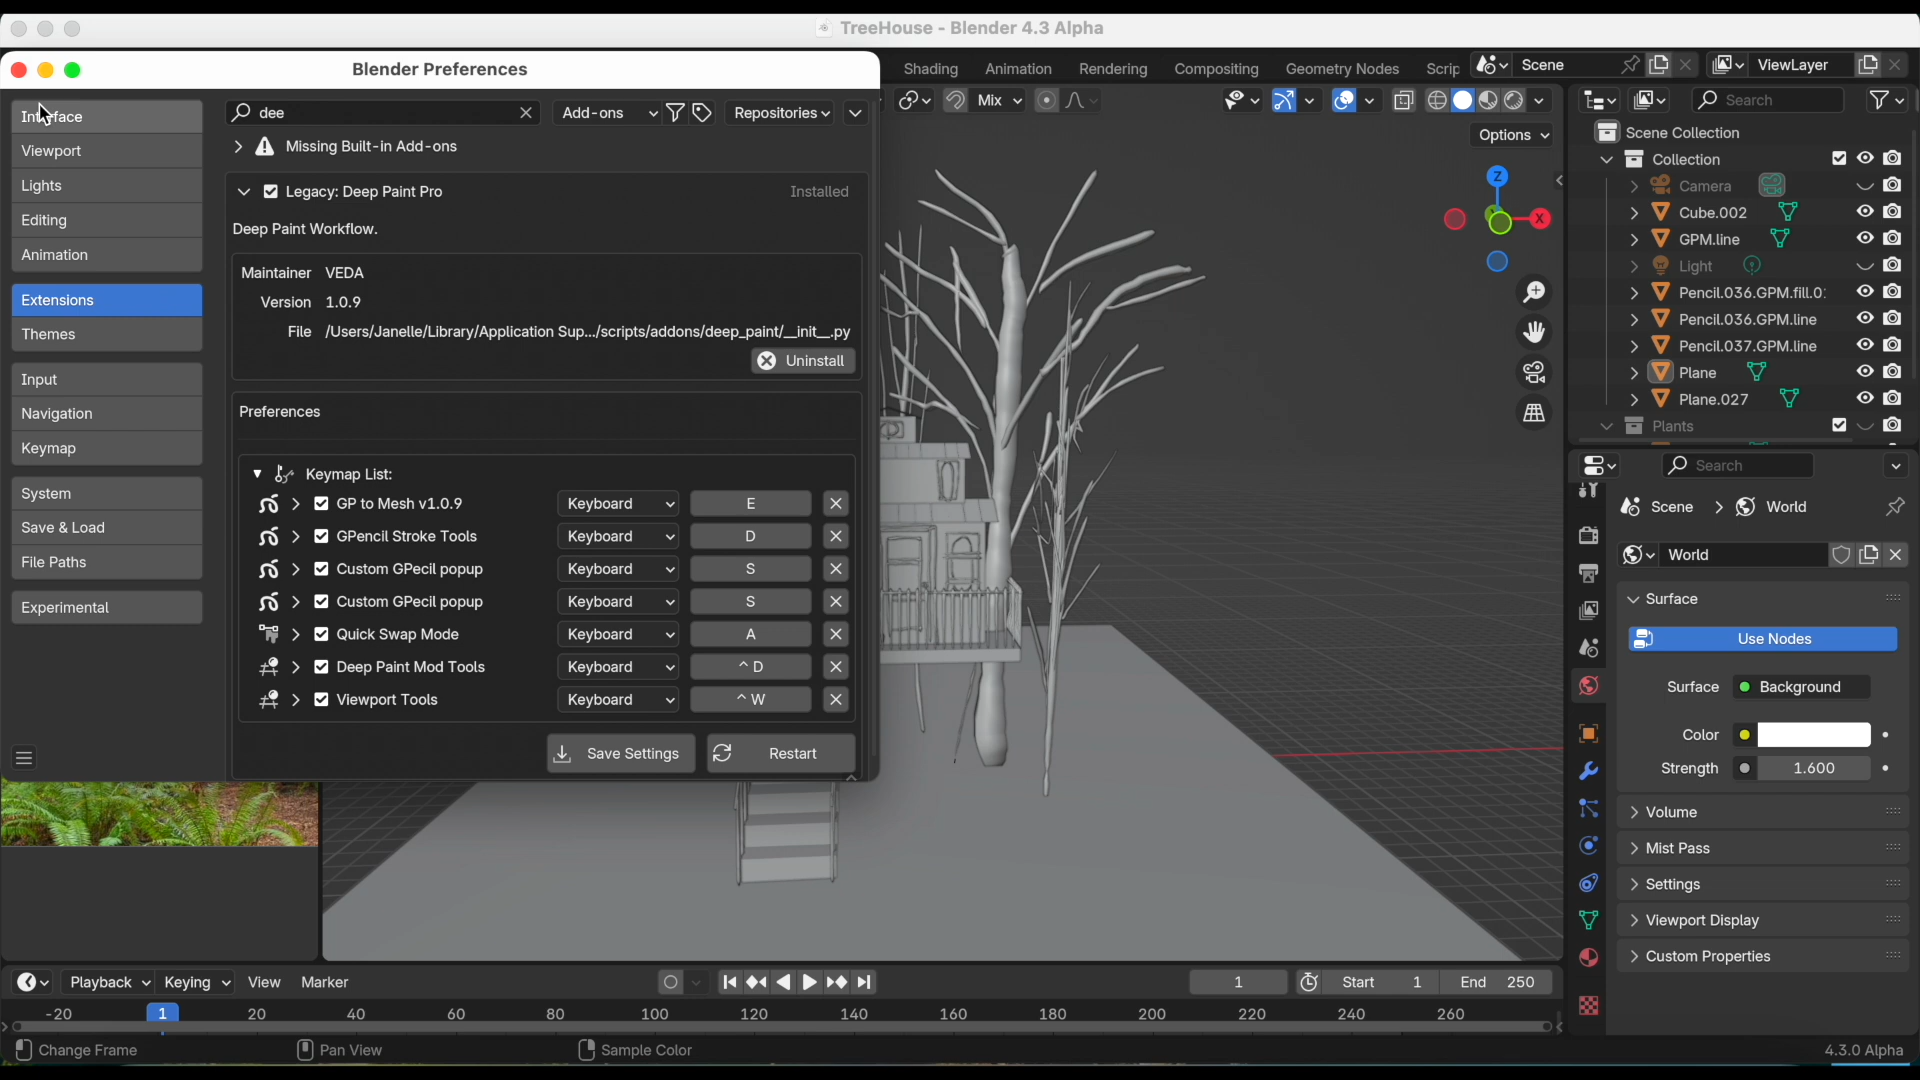 TreeHouse - Blender 4.3 Alpha
Blender Preferences
Shading
Animation
Rendering
Compositing
Geometry Nodes
Scrip
Scene
ViewLayer
Interface
Viewport
Lights
Editing
Animation
Extensions
Themes
Input
Navigation
Keymap
System
Save & Load
File Paths
Experimental
dee
Add-ons
Repositories
Missing Built-in Add-ons
Legacy: Deep Paint Pro
Installed
Deep Paint Workflow.
Maintainer VEDA
Version 1.0.9
File /Users/Janelle/Library/Application Sup.../scripts/addons/deep_paint/__init__.py
Uninstall
Preferences
Keymap List:
GP to Mesh v1.0.9 Keyboard E
GPencil Stroke Tools Keyboard D
Custom GPecil popup Keyboard S
Custom GPecil popup Keyboard S
Quick Swap Mode Keyboard A
Deep Paint Mod Tools Keyboard ^ D
Viewport Tools Keyboard ^ W
Save Settings
Restart
Mix
Options
Z
X
Search
Scene Collection
Collection
Camera
Cube.002
GPM.line
Light
Pencil.036.GPM.fill.0
Pencil.036.GPM.line
Pencil.037.GPM.line
Plane
Plane.027
Plants
Search
Scene > World
World
Surface
Use Nodes
Surface Background
Color
Strength 1.600
Volume
Mist Pass
Settings
Viewport Display
Custom Properties
Playback
Keying
View
Marker
1
Start 1
End 250
-20 1 20 40 60 80 100 120 140 160 180 200 220 240 260
Change Frame
Pan View
Sample Color
4.3.0 Alpha